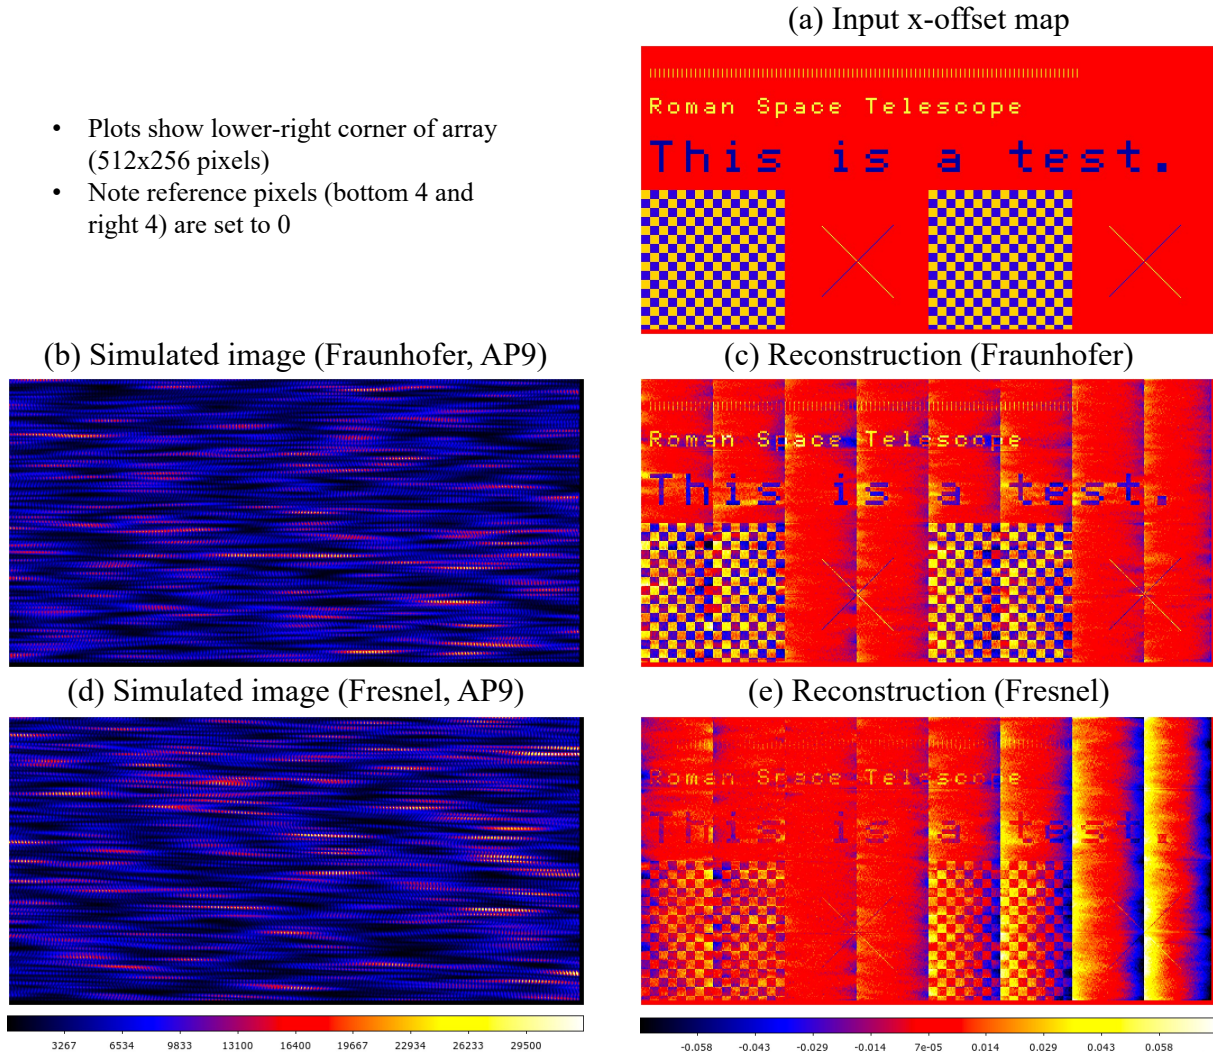 (a) Input x-offset map
• Plots show lower-right corner of array
(512x256 pixels)
• Note reference pixels (bottom 4 and
right 4) are set to 0
Roman Space Telescope
This is a test.
(b) Simulated image (Fraunhofer, AP9)
(c) Reconstruction (Fraunhofer)
Roman Space Telescope
This is a test.
(d) Simulated image (Fresnel, AP9)
(e) Reconstruction (Fresnel)
Roman Space Telescope
This is a test.
3267 6534 9833 13100 16400 19667 22934 26233 29500
-0.058 -0.043 -0.029 -0.014 7e-05 0.014 0.029 0.043 0.058